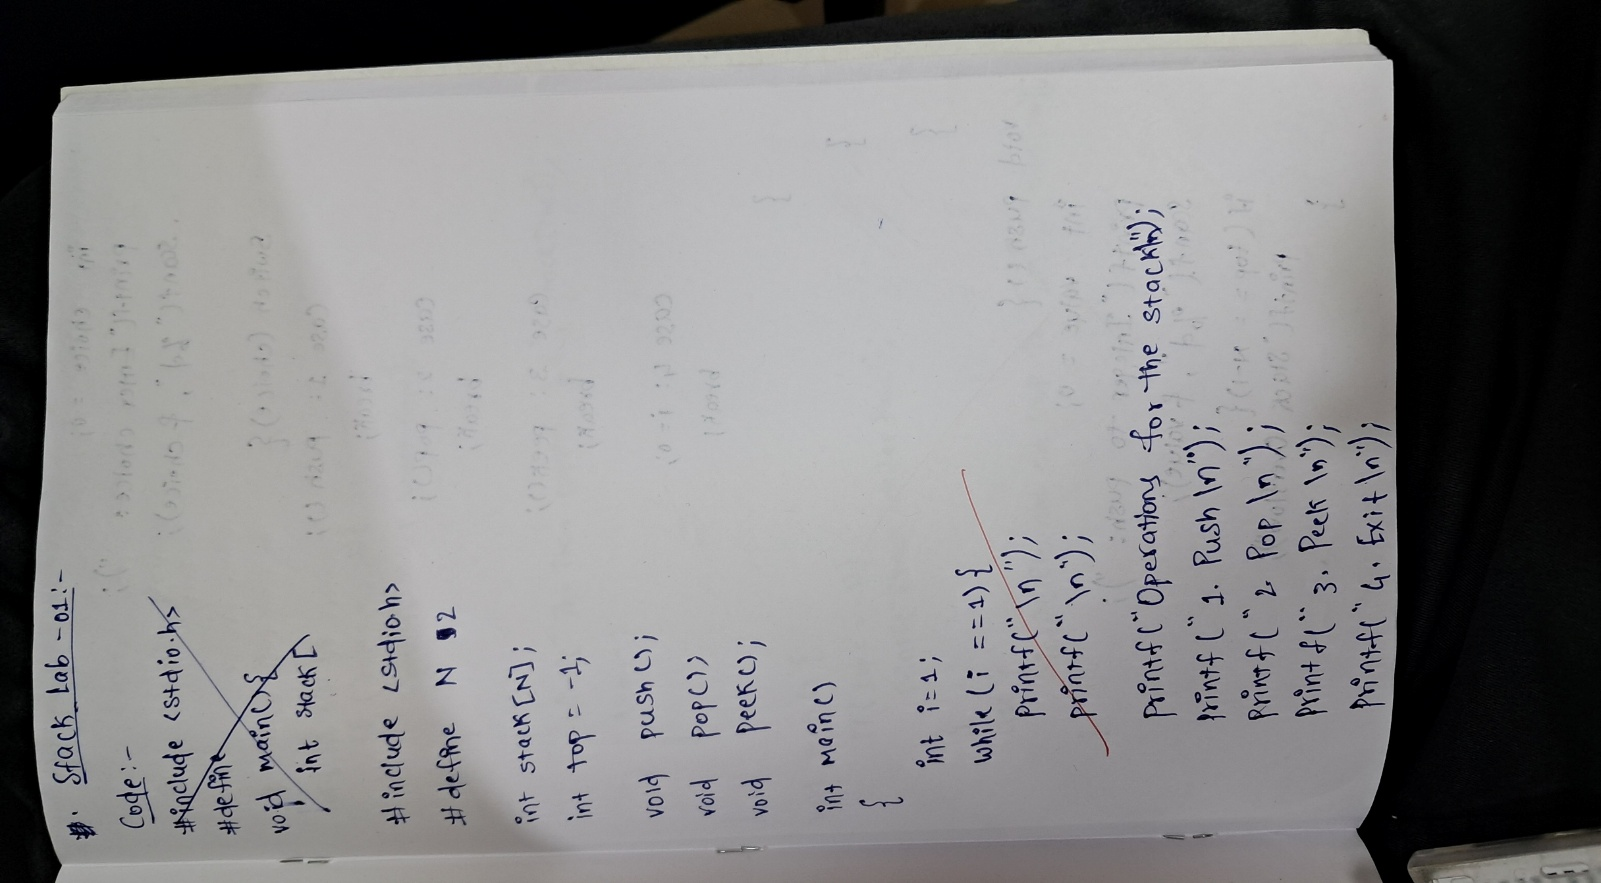 #. Stack Lab -01:-
Code:-
#include <stdio.h>
#define
void main(){
int stack[
#include <stdio.h>
#define N 2
int stack[N];
int top = -1;
void push();
void pop();
void peek();
int main()
{
int i=1;
while(i==1){
printf("\n");
printf("\n");
printf("Operations for the stack\n");
printf("1. Push \n");
printf("2. Pop \n");
printf("3. Peek \n");
printf("4. Exit \n");